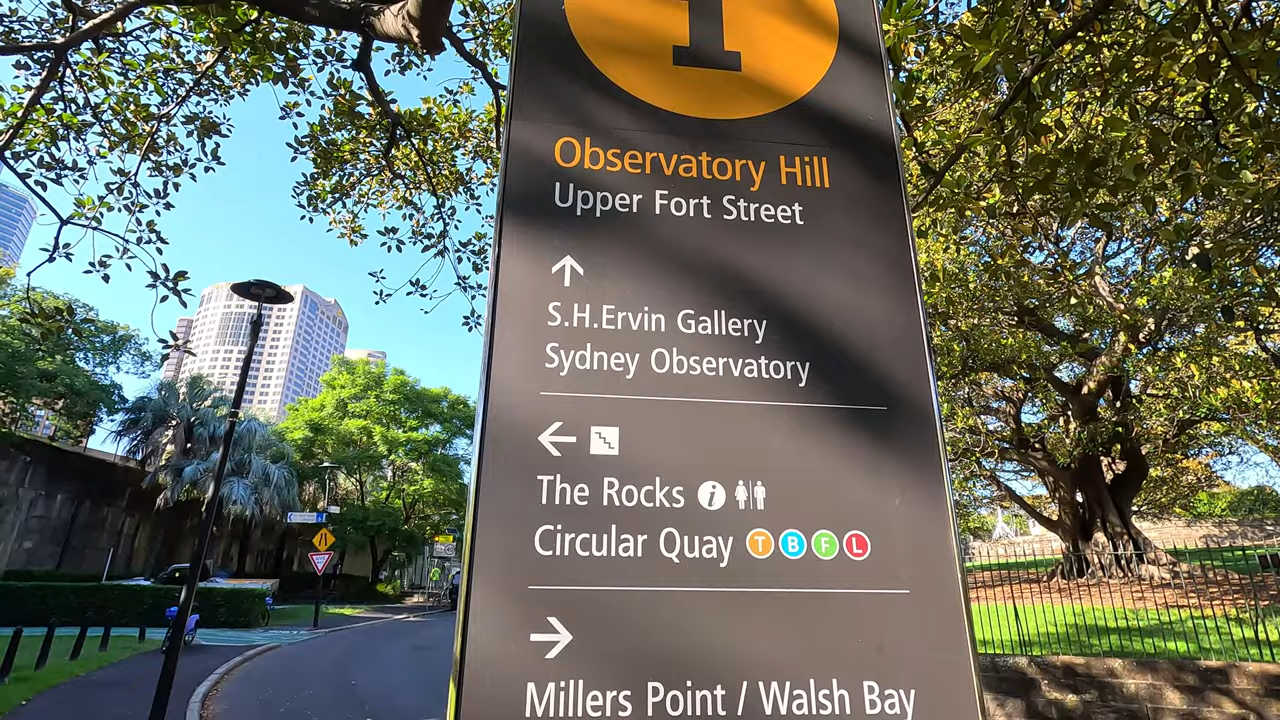 i
Observatory Hill
Upper Fort Street
S.H.Ervin Gallery
Sydney Observatory
The Rocks i
Circular Quay T B F L
Millers Point / Walsh Bay